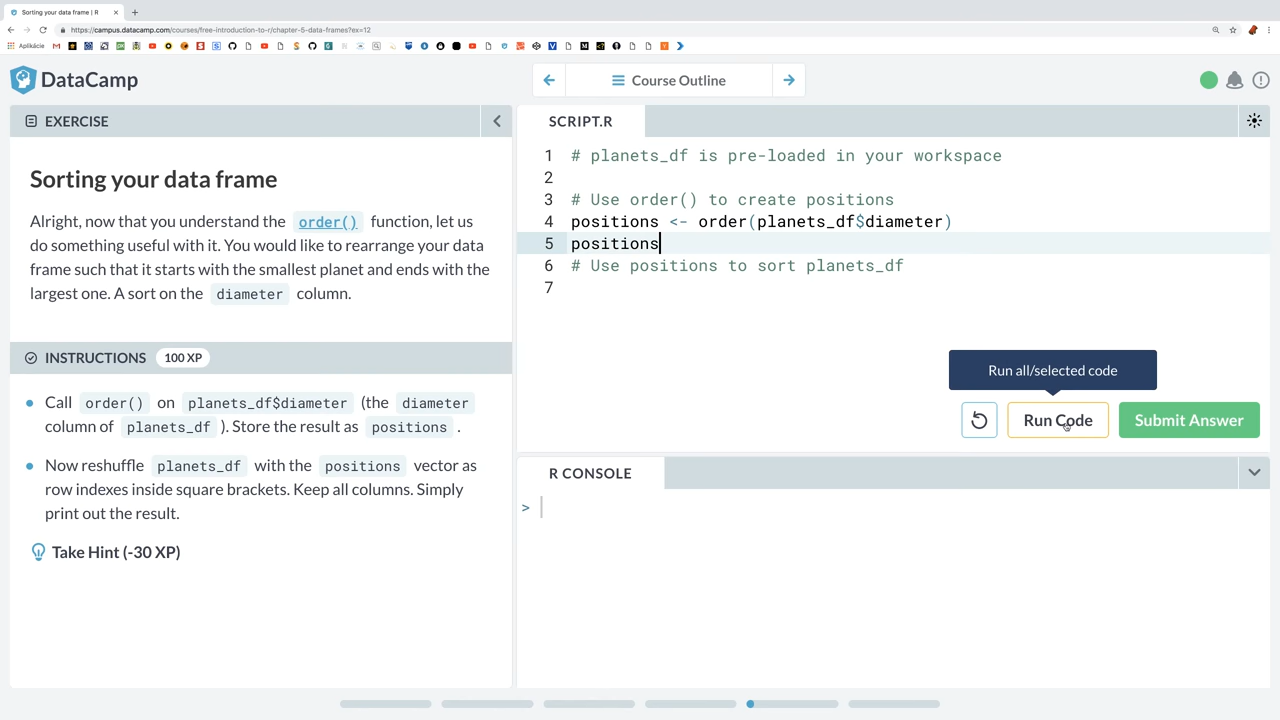 Sorting your data frame | R
https://campus.datacamp.com/courses/free-introduction-to-r/chapter-5-data-frames?ex=12
Aplikácie
DataCamp
Course Outline
EXERCISE
Sorting your data frame
Alright, now that you understand the order() function, let us
do something useful with it. You would like to rearrange your data
frame such that it starts with the smallest planet and ends with the
largest one. A sort on the diameter column.
INSTRUCTIONS 100 XP
Call order() on planets_df$diameter (the diameter
column of planets_df ). Store the result as positions .
Now reshuffle planets_df with the positions vector as
row indexes inside square brackets. Keep all columns. Simply
print out the result.
Take Hint (-30 XP)
SCRIPT.R
1 # planets_df is pre-loaded in your workspace
2
3 # Use order() to create positions
4 positions <- order(planets_df$diameter)
5 positions
6 # Use positions to sort planets_df
7
Run all/selected code
Run Code
Submit Answer
R CONSOLE
>